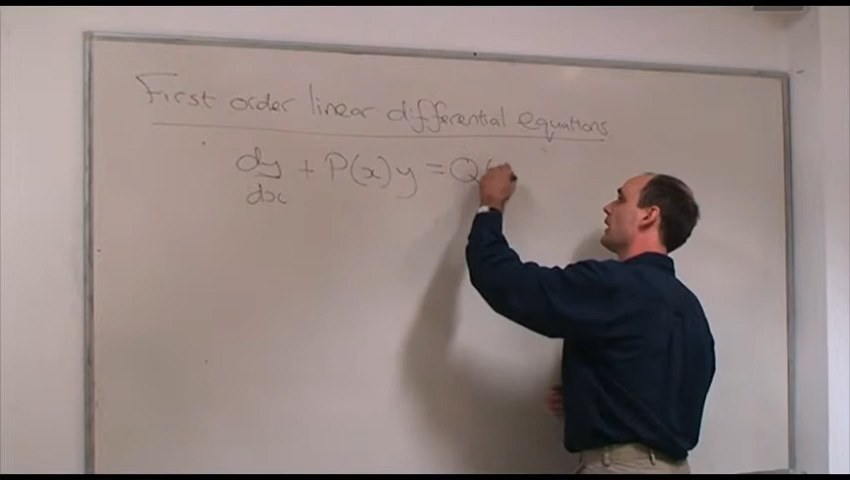 First order linear differential equations
dy/dx + P(x)y = Q(